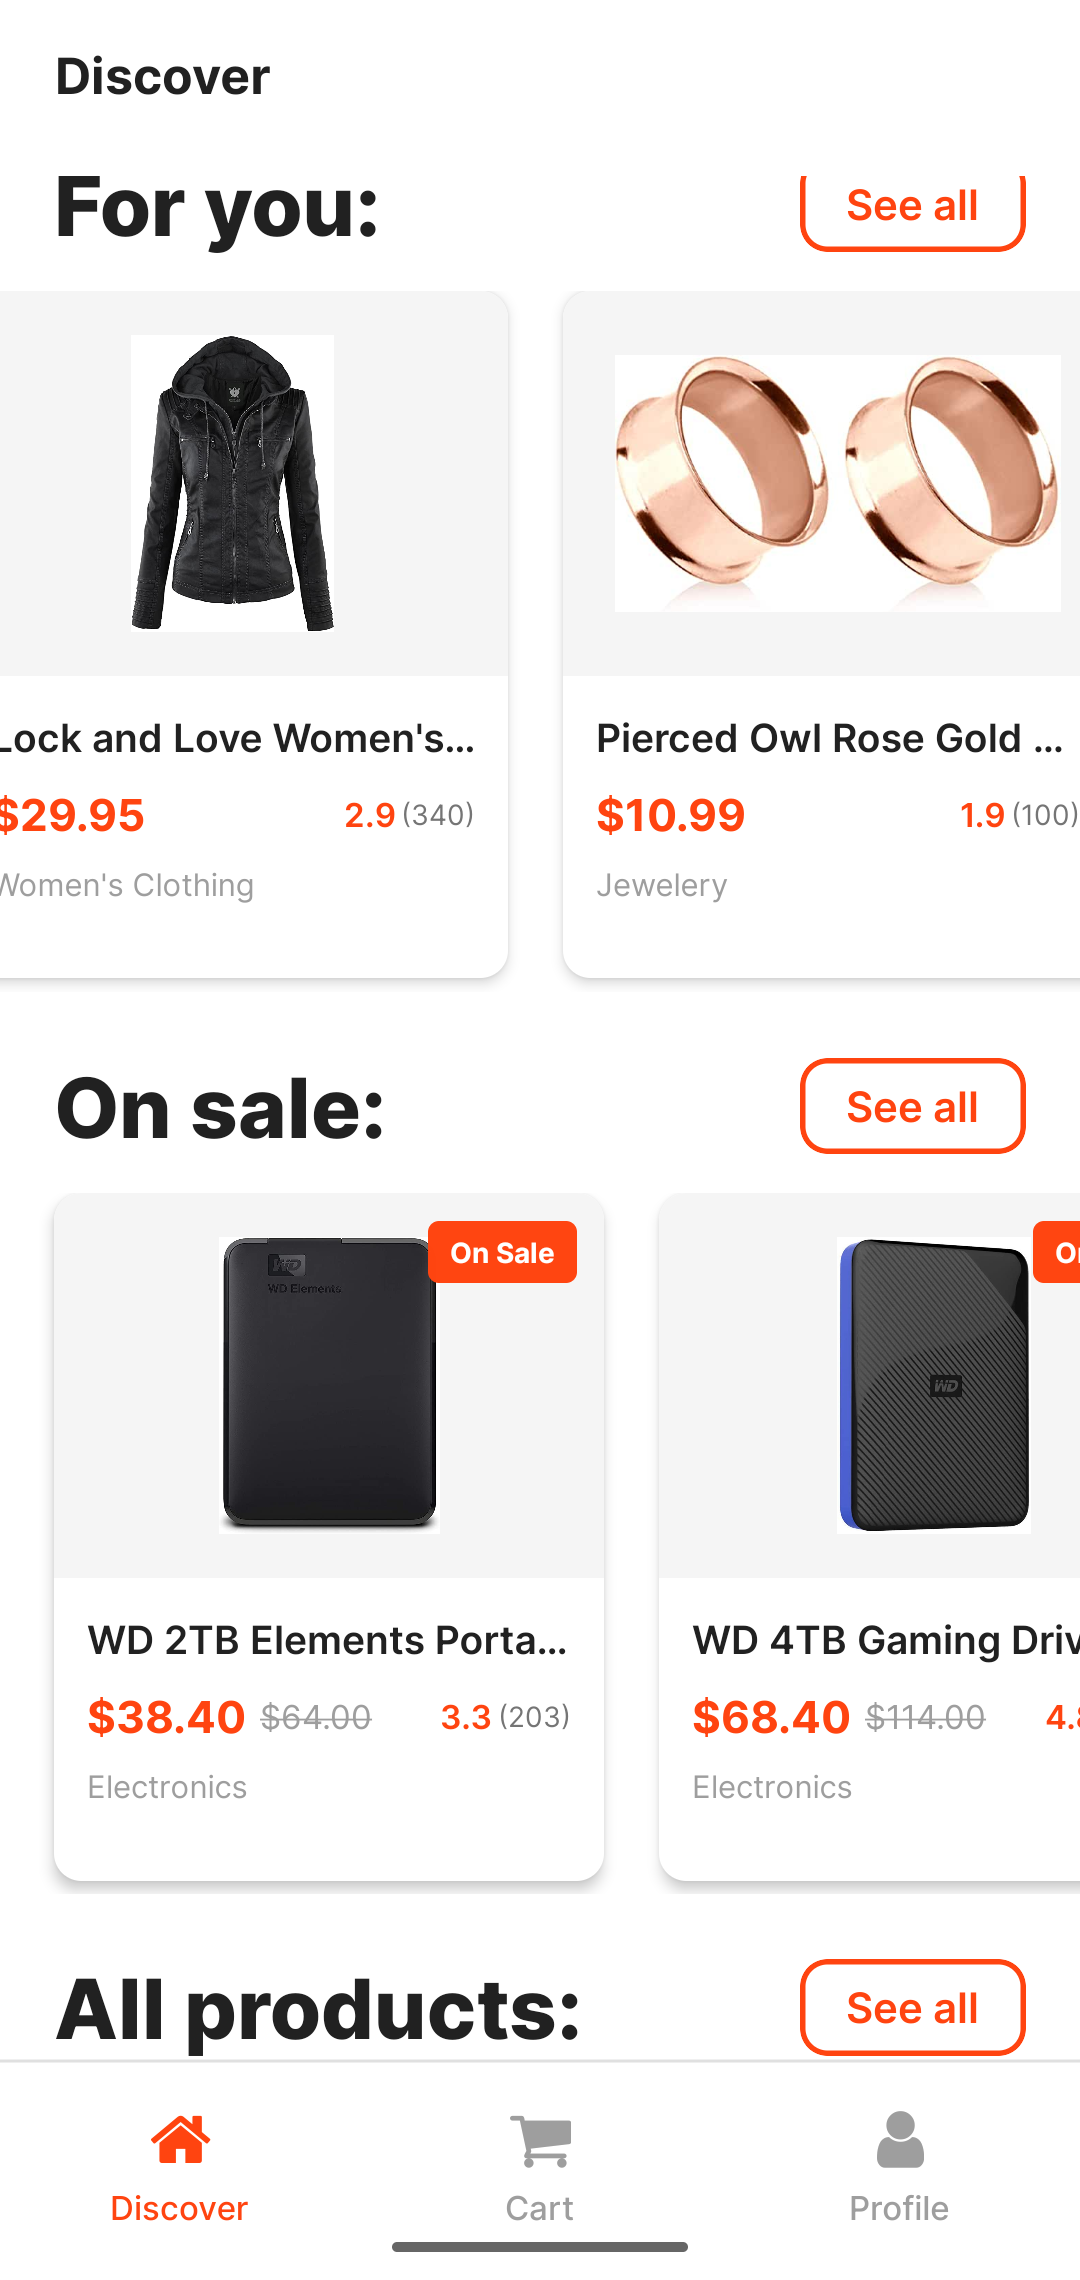 Discover
For you:
See all
Lock and Love Women's...
$29.95
2.9 (340)
Women's Clothing
Pierced Owl Rose Gold ...
$10.99
1.9 (100)
Jewelery
On sale:
See all
WD
WD Elements
On Sale
WD 2TB Elements Porta...
$38.40 $64.00
3.3 (203)
Electronics
WD
WD 4TB Gaming Driv
$68.40 $114.00
4.8
Electronics
All products:
See all
Discover
Cart
Profile